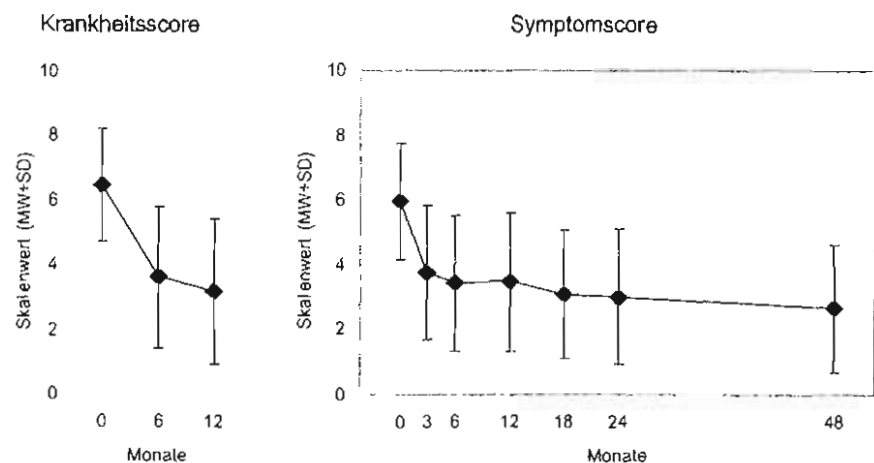 Krankheitsscore
Skalenwert (MW+SD)
10
8
6
4
2
0
0 6 12
Monate
Symptomscore
Skalenwert (MW+SD)
10
8
6
4
2
0
0 3 6 12 18 24 48
Monate